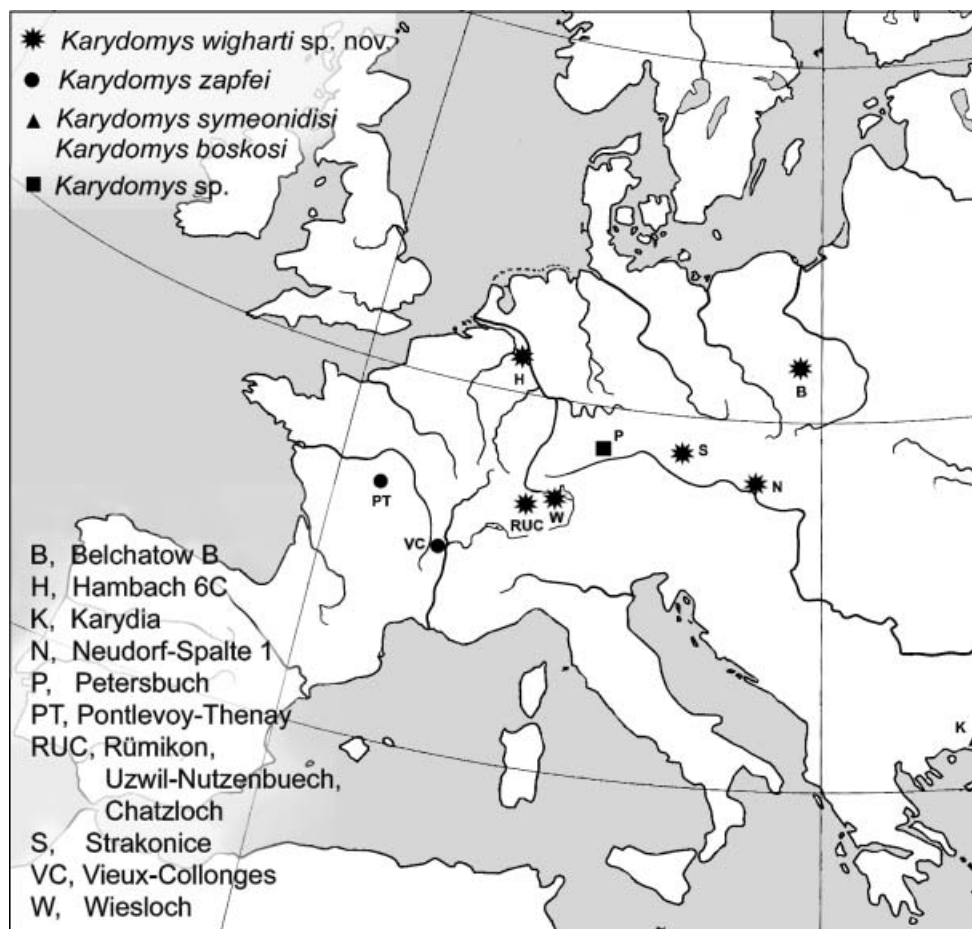 Karydomys wigharti sp. nov.
Karydomys zapfei
Karydomys symeonidisi
Karydomys boskosi
Karydomys sp.
H
B
P
S
N
PT
RUC
W
VC
K
B, Belchatow B
H, Hambach 6C
K, Karydia
N, Neudorf-Spalte 1
P, Petersbuch
PT, Pontlevoy-Thenay
RUC, Rümikon,
Uzwil-Nutzenbuech,
Chatzloch
S, Strakonice
VC, Vieux-Collonges
W, Wiesloch